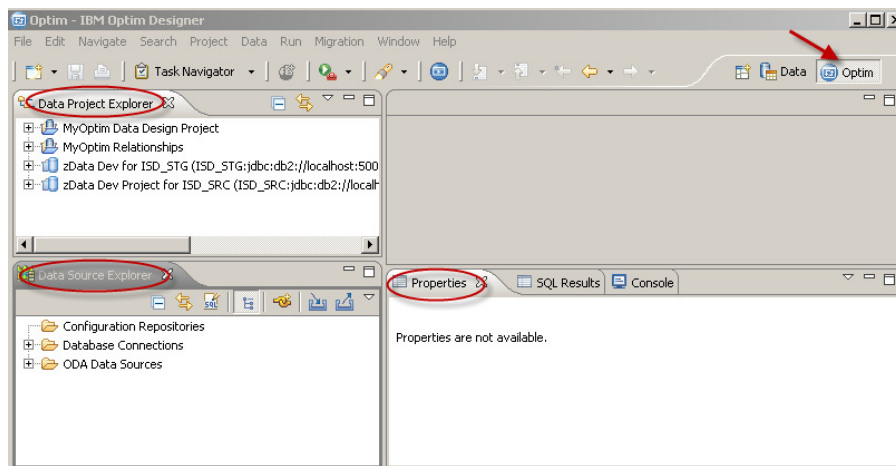 Optim - IBM Optim Designer
File Edit Navigate Search Project Data Run Migration Window Help
Task Navigator
Data Optim
Data Project Explorer
MyOptim Data Design Project
MyOptim Relationships
zData Dev for ISD_STG (ISD_STG:jdbc:db2://localhost:500
zData Dev Project for ISD_SRC (ISD_SRC:jdbc:db2://localh
Data Source Explorer
SQL
Configuration Repositories
Database Connections
ODA Data Sources
Properties SQL Results Console
Properties are not available.